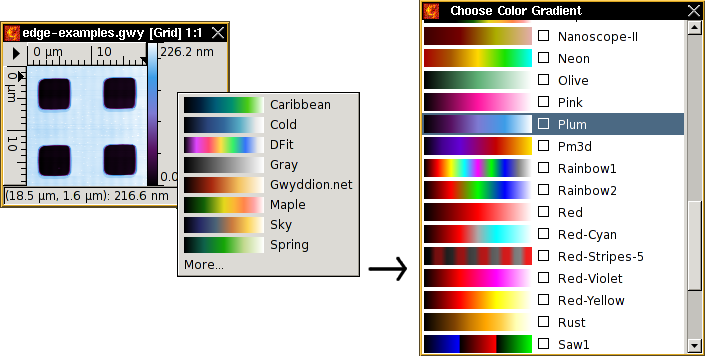 edge-examples.gwy [Grid] 1:1
0 µm
10
226.2 nm
0 µm
10
0.0
(18.5 µm, 1.6 µm): 216.6 nm
Caribbean
Cold
DFit
Gray
Gwyddion.net
Maple
Sky
Spring
More...
Choose Color Gradient
Nanoscope-II
Neon
Olive
Pink
Plum
Pm3d
Rainbow1
Rainbow2
Red
Red-Cyan
Red-Stripes-5
Red-Violet
Red-Yellow
Rust
Saw1